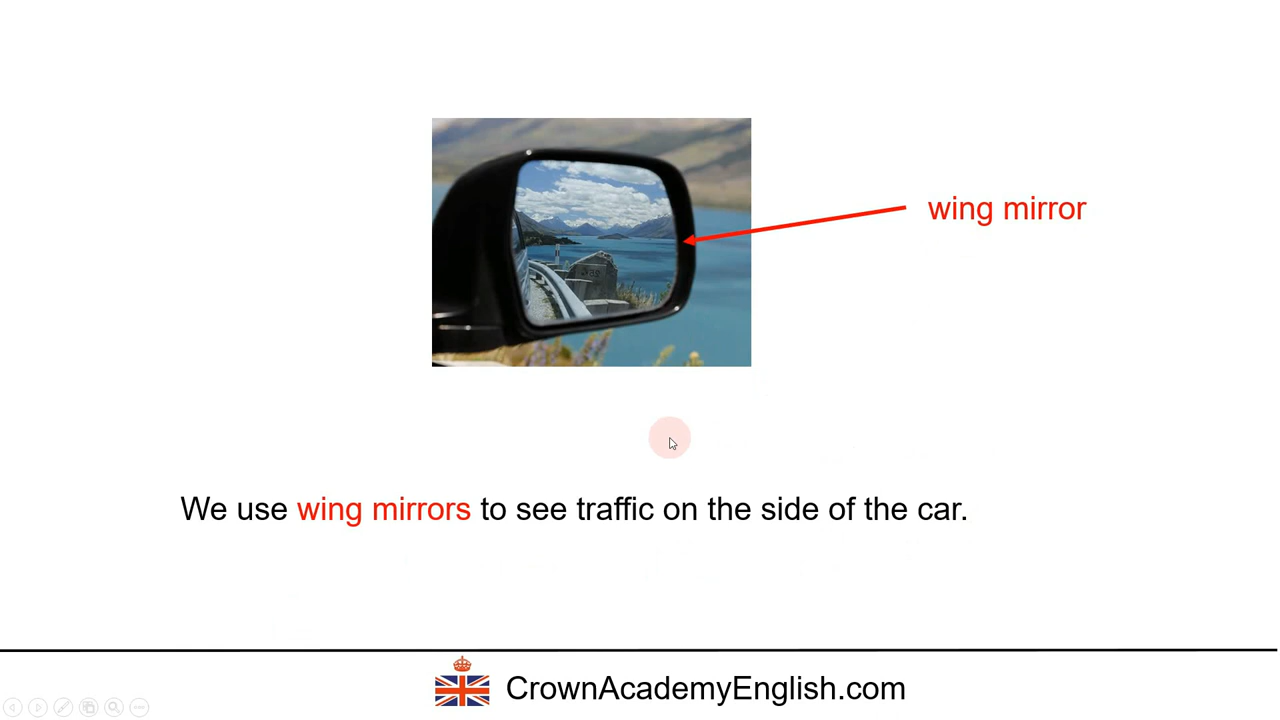 wing mirror
We use wing mirrors to see traffic on the side of the car.
CrownAcademyEnglish.com